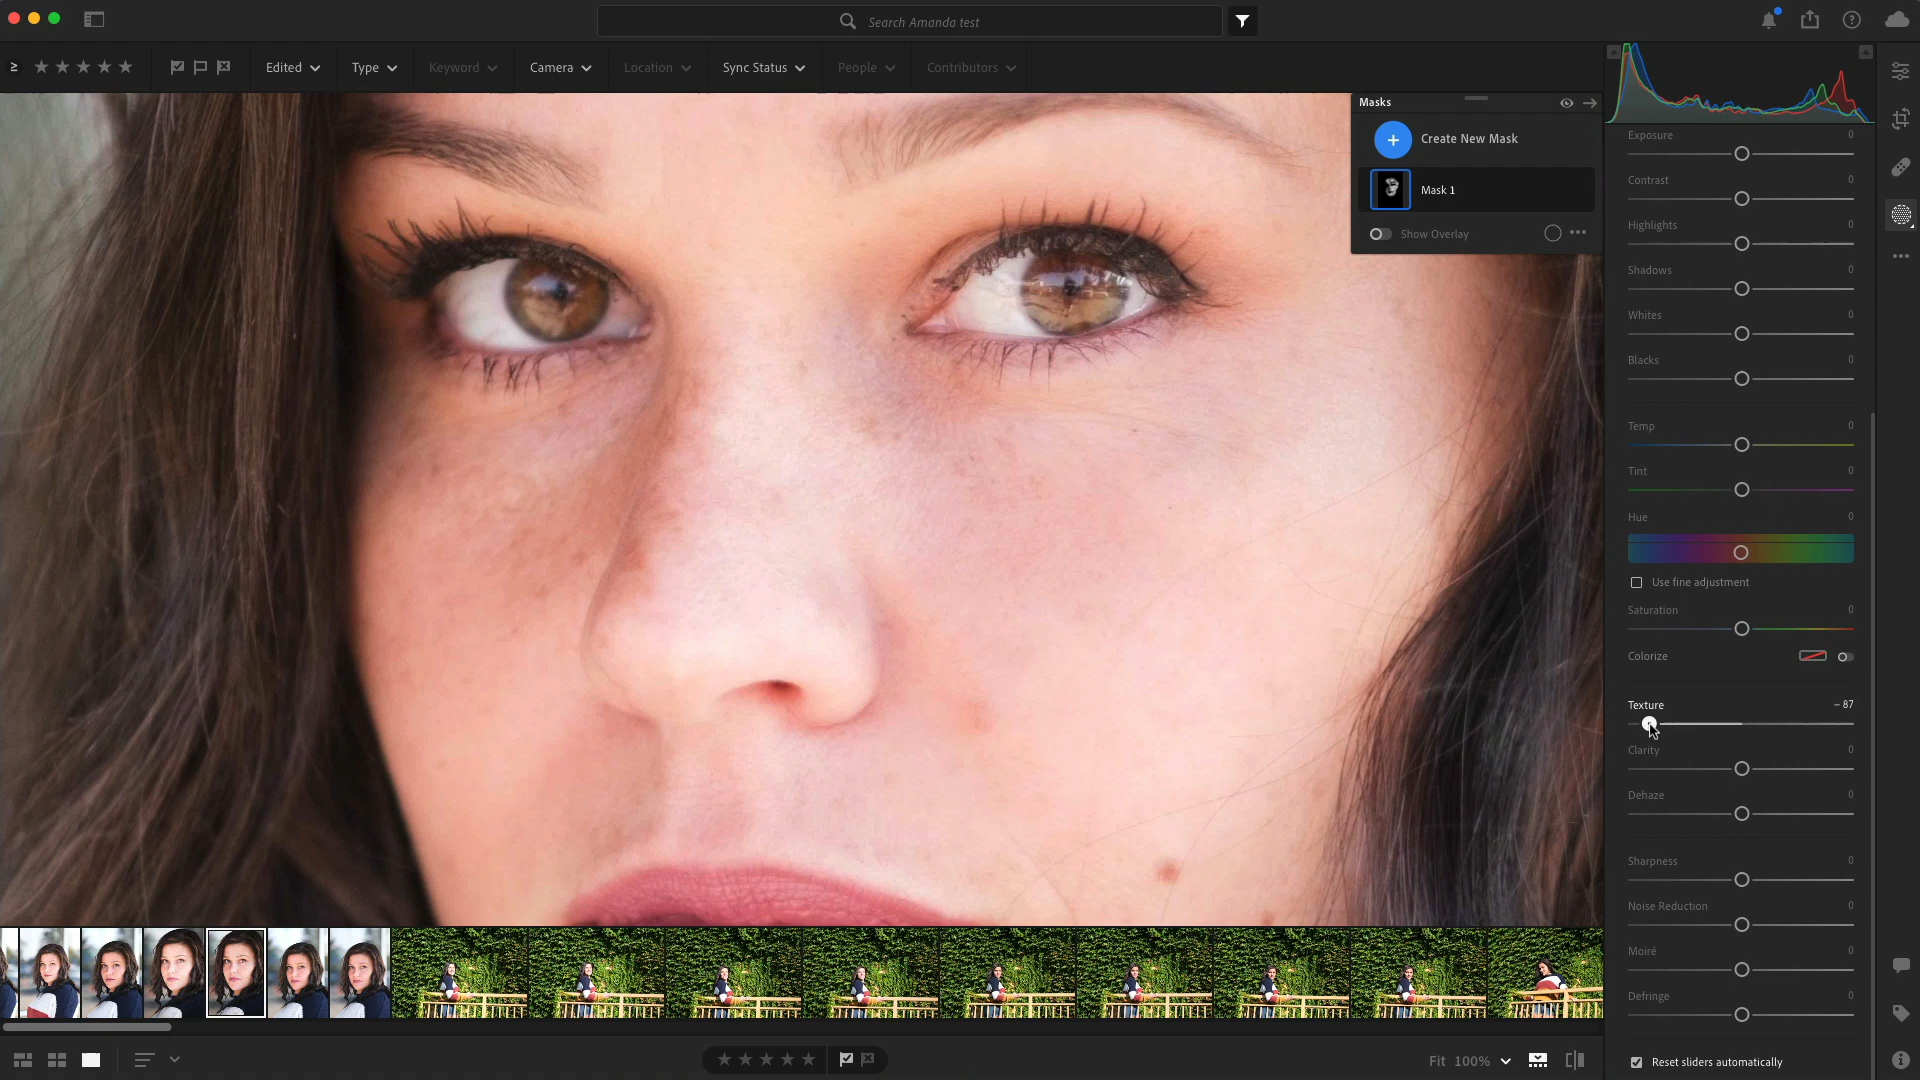 Search Amanda test
Edited
Type
Keyword
Camera
Location
Sync Status
People
Contributors
Masks
Create New Mask
Mask 1
Show Overlay
Exposure 0
Contrast 0
Highlights 0
Shadows 0
Whites 0
Blacks 0
Temp 0
Tint 0
Hue 0
Use fine adjustment
Saturation 0
Colorize
Texture – 87
Clarity 0
Dehaze 0
Sharpness 0
Noise Reduction 0
Moiré 0
Defringe 0
Reset sliders automatically
Fit 100%